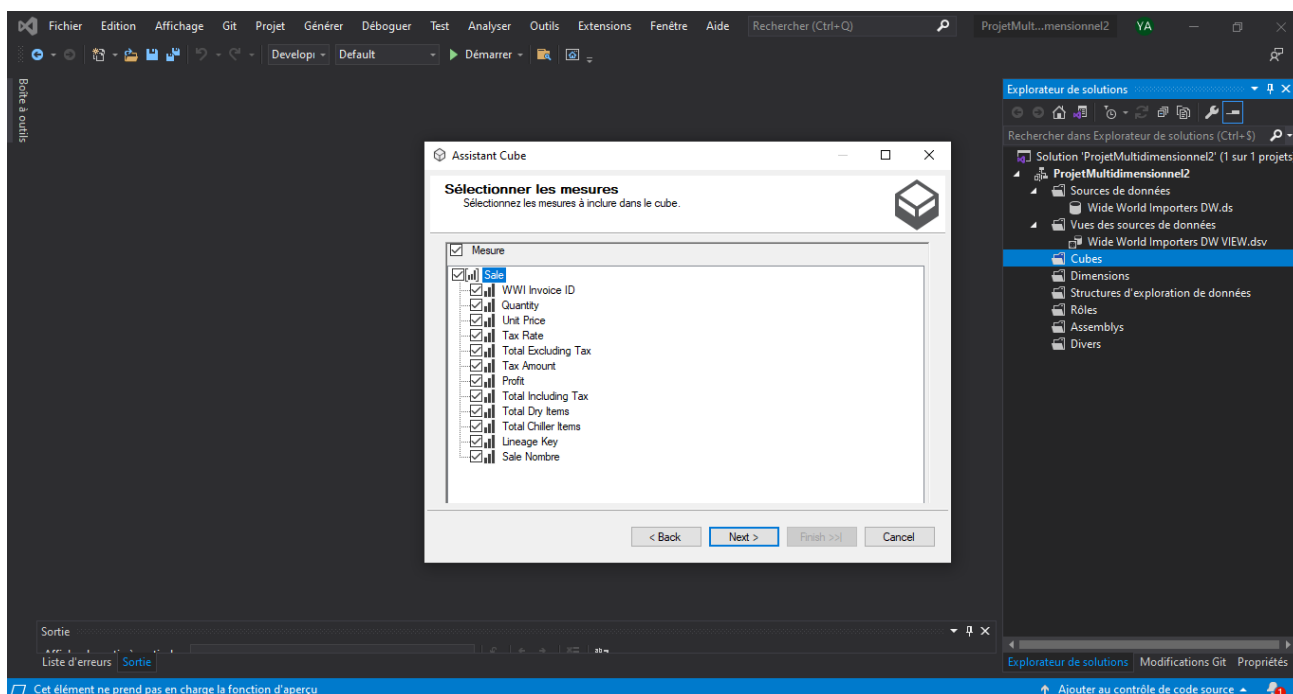 Fichier Edition Affichage Git Projet Générer Déboguer Test Analyser Outils Extensions Fenêtre Aide Rechercher (Ctrl+Q) ProjetMult...mensionnel2 YA
Developı Default Démarrer
Boîte à outils
Explorateur de solutions
Rechercher dans Explorateur de solutions (Ctrl+$)
Solution 'ProjetMultidimensionnel2' (1 sur 1 projets
ProjetMultidimensionnel2
Sources de données
Wide World Importers DW.ds
Vues des sources de données
Wide World Importers DW VIEW.dsv
Cubes
Dimensions
Structures d'exploration de données
Rôles
Assemblys
Divers
Assistant Cube
Sélectionner les mesures
Sélectionnez les mesures à inclure dans le cube.
Mesure
Sale
WWI Invoice ID
Quantity
Unit Price
Tax Rate
Total Excluding Tax
Tax Amount
Profit
Total Including Tax
Total Dry Items
Total Chiller Items
Lineage Key
Sale Nombre
< Back Next > Finish >>| Cancel
Sortie
Liste d'erreurs Sortie
Explorateur de solutions Modifications Git Propriétés
Cet élément ne prend pas en charge la fonction d'aperçu
Ajouter au contrôle de code source 1